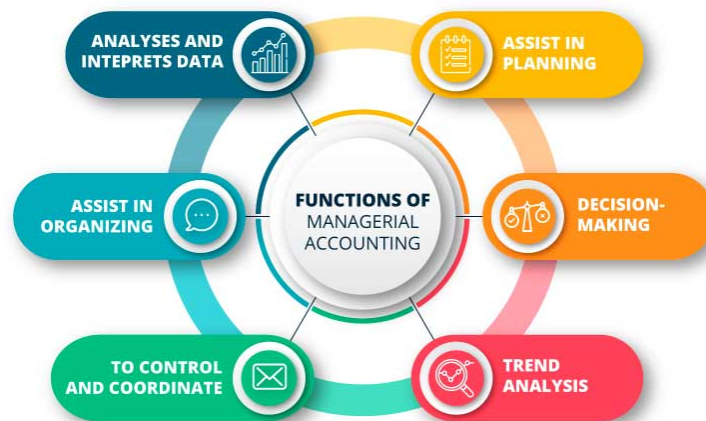 ANALYSES AND
INTEPRETS DATA
ASSIST IN
PLANNING
ASSIST IN
ORGANIZING
FUNCTIONS OF
MANAGERIAL
ACCOUNTING
DECISION-
MAKING
TO CONTROL
AND COORDINATE
TREND
ANALYSIS